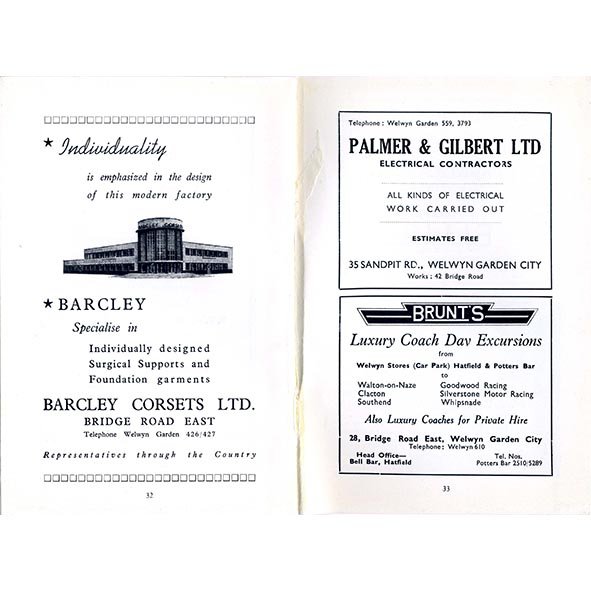 ★ Individuality
is emphasized in the design
of this modern factory
★ BARCLEY
Specialise in
Individually designed
Surgical Supports and
Foundation garments
BARCLEY CORSETS LTD.
BRIDGE ROAD EAST
Telephone Welwyn Garden 426/427
Representatives through the Country
32
Telephone: Welwyn Garden 559, 3793
PALMER & GILBERT LTD
ELECTRICAL CONTRACTORS
ALL KINDS OF ELECTRICAL
WORK CARRIED OUT
ESTIMATES FREE
35 SANDPIT RD., WELWYN GARDEN CITY
Works: 42 Bridge Road
BRUNT'S
Luxury Coach Day Excursions
from
Welwyn Stores (Car Park) Hatfield & Potters Bar
to
Walton-on-Naze Goodwood Racing
Clacton Silverstone Motor Racing
Southend Whipsnade
Also Luxury Coaches for Private Hire
28, Bridge Road East, Welwyn Garden City
Telephone: Welwyn 610
Head Office— Tel. Nos.
Bell Bar, Hatfield Potters Bar 2510/5289
33